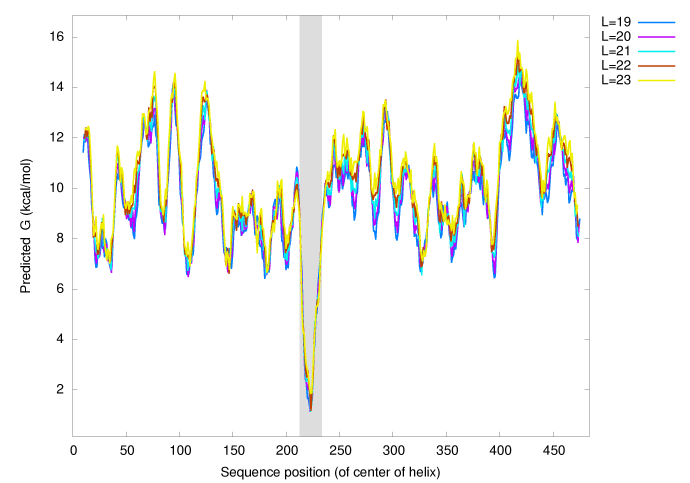 L=19
L=20
L=21
L=22
L=23
16
14
12
10
8
6
4
2
Predicted G (kcal/mol)
0 50 100 150 200 250 300 350 400 450
Sequence position (of center of helix)